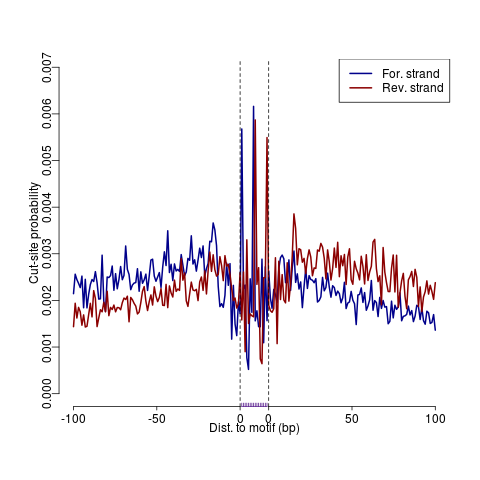 For. strand
Rev. strand
Cut-site probability
0.007
0.006
0.005
0.004
0.003
0.002
0.001
0.000
-100 -50 0 0 50 100
Dist. to motif (bp)